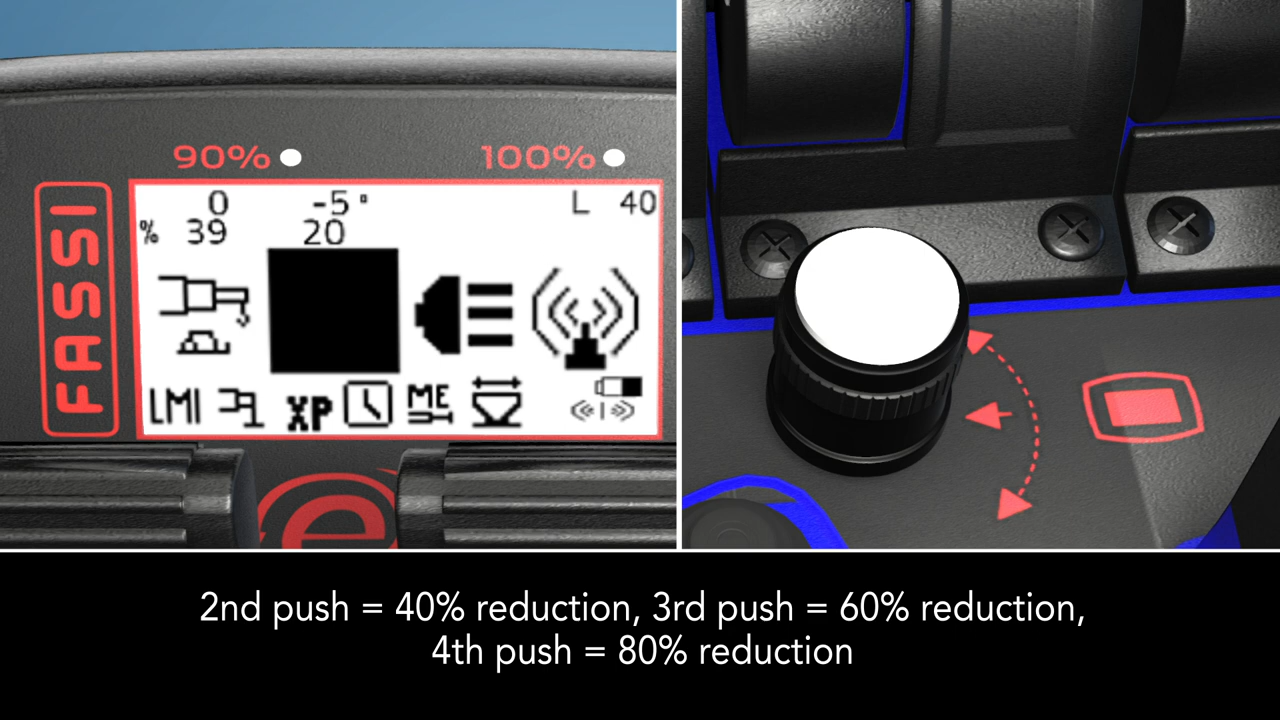 90% 100%
FASSI
0 -5° L 40
% 39 20
LMI XP ME
e
2nd push = 40% reduction, 3rd push = 60% reduction,
4th push = 80% reduction